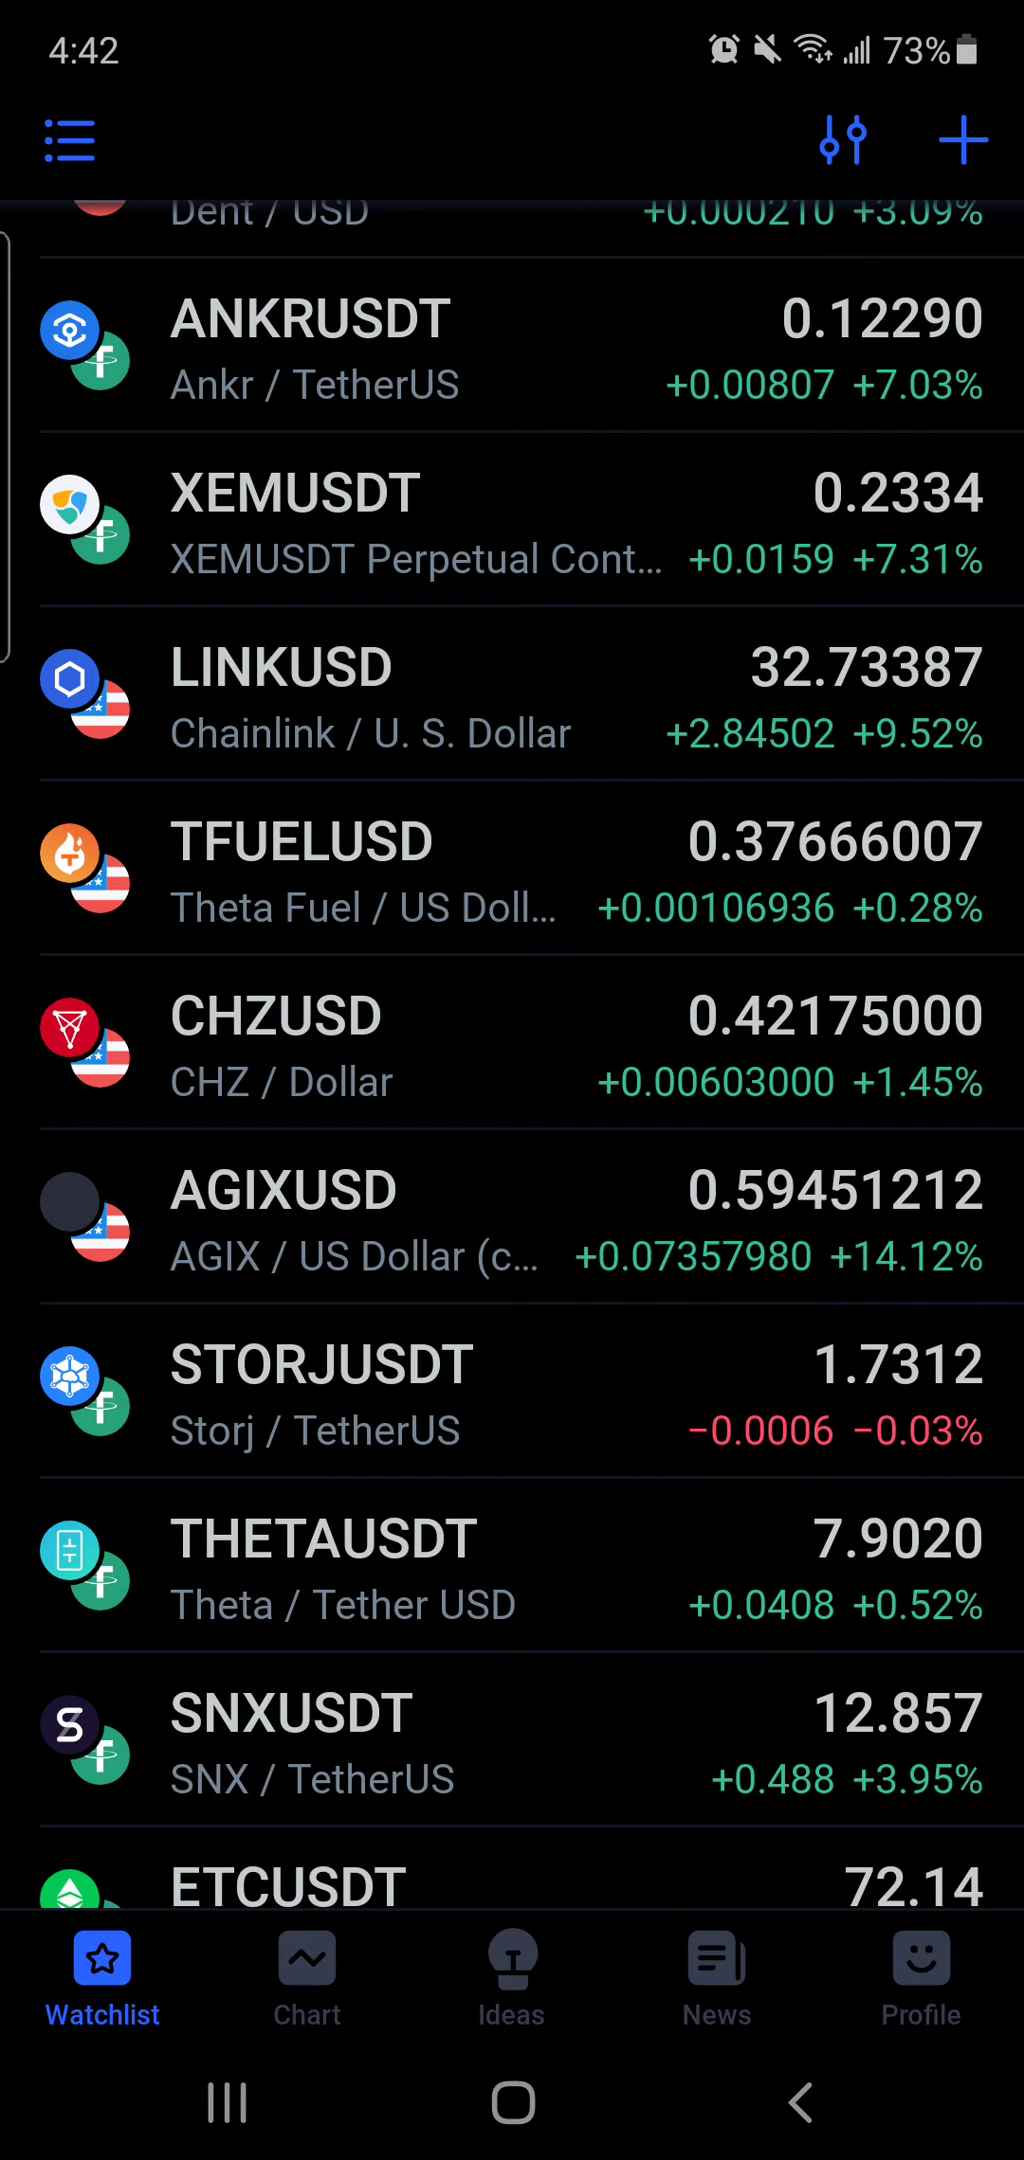 4:42 73%
Dent / USD +0.000210 +3.09%
ANKRUSDT 0.12290
Ankr / TetherUS +0.00807 +7.03%
XEMUSDT 0.2334
XEMUSDT Perpetual Cont... +0.0159 +7.31%
LINKUSD 32.73387
Chainlink / U. S. Dollar +2.84502 +9.52%
TFUELUSD 0.37666007
Theta Fuel / US Doll... +0.00106936 +0.28%
CHZUSD 0.42175000
CHZ / Dollar +0.00603000 +1.45%
AGIXUSD 0.59451212
AGIX / US Dollar (c... +0.07357980 +14.12%
STORJUSDT 1.7312
Storj / TetherUS −0.0006 −0.03%
THETAUSDT 7.9020
Theta / Tether USD +0.0408 +0.52%
SNXUSDT 12.857
SNX / TetherUS +0.488 +3.95%
ETCUSDT 72.14
Watchlist Chart Ideas News Profile